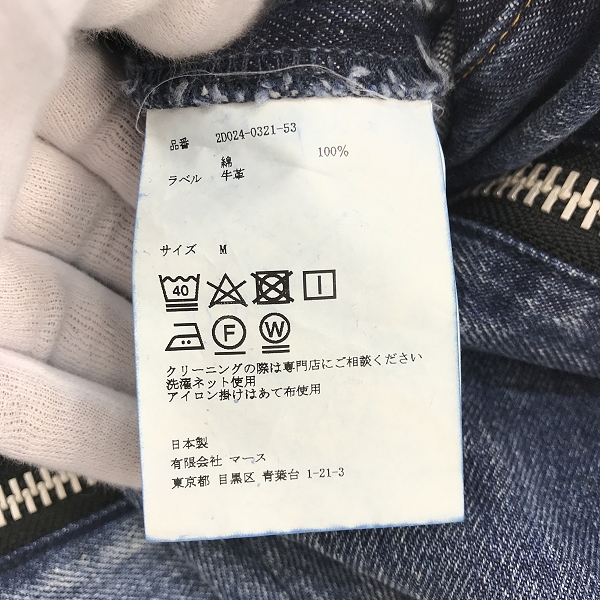 品番 2D024-0321-53
綿 100%
ラベル 牛革
サイズ M
40
F W
クリーニングの際は専門店にご相談ください
洗濯ネット使用
アイロン掛けはあて布使用
日本製
有限会社 マース
東京都 目黒区 青葉台 1-21-3